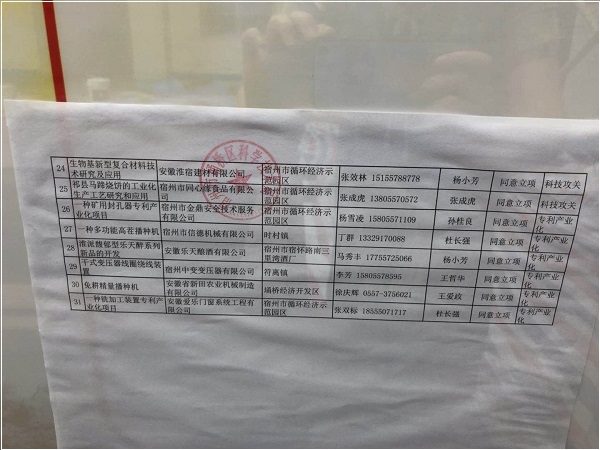 24 生物基新型复合材料科技术研究及应用 安徽淮宿建材有限公司 宿州市循环经济示范园区 张效林 15155788778 杨小芳 同意立项 科技攻关
25 祁县马蹄烧饼的工业化生产工艺研究和应用 宿州市同心缘食品有限公司 宿州市循环经济示范园区 张成虎 13805570572 张成虎 同意立项 科技攻关
26 一种矿用封孔器专利产业化项目 宿州市金鼎安全技术服务有限公司 宿州市循环经济示范园区 杨雪凌 15805571109 孙桂良 同意立项 专利产业化
27 一种多功能高茬播种机 宿州市信德机械有限公司 时村镇 丁群 13329170088 杜长强 同意立项 专利产业化
28 淮派馥郁型乐天醉系列新品的开发 安徽乐天酿酒有限公司 宿州市宿怀路南三里湾酒厂 马秀丰 17755725066 杨小芳 同意立项 专利产业化
29 干式变压器线圈绕线装置 宿州中变变压器有限公司 符离镇 李芳 15805578595 王哲华 同意立项 专利产业化
30 免耕精量播种机 安徽省新田农业机械制造有限公司 埇桥经济开发区 徐庆辉 0557-3756021 王爱政 同意立项 专利产业化
31 一种铣加工装置专利产业化项目 安徽爱乐门窗系统工程有限公司 宿州市循环经济示范园区 张双标 18555071717 杜长强 同意立项 专利产业化